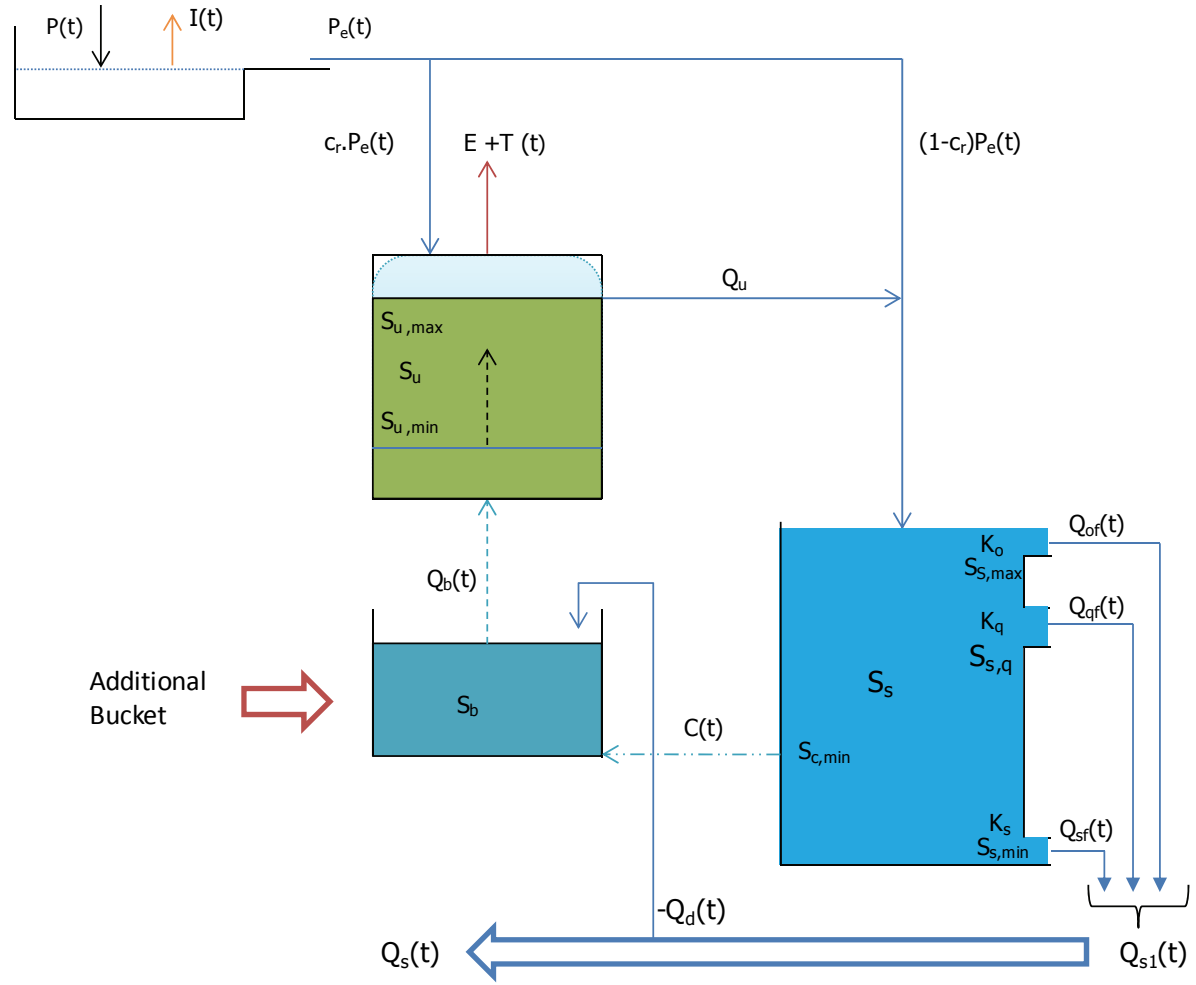 P(t)
I(t)
Pe(t)
cr.Pe(t)
E +T (t)
(1-cr)Pe(t)
Qu
Su,max
Su
Su,min
Qb(t)
Additional
Bucket
Sb
C(t)
Ss
Sc,min
Ko
SS,max
Kq
Ss,q
Ks
Ss,min
Qof(t)
Qqf(t)
Qsf(t)
-Qd(t)
Qs(t)
Qs1(t)